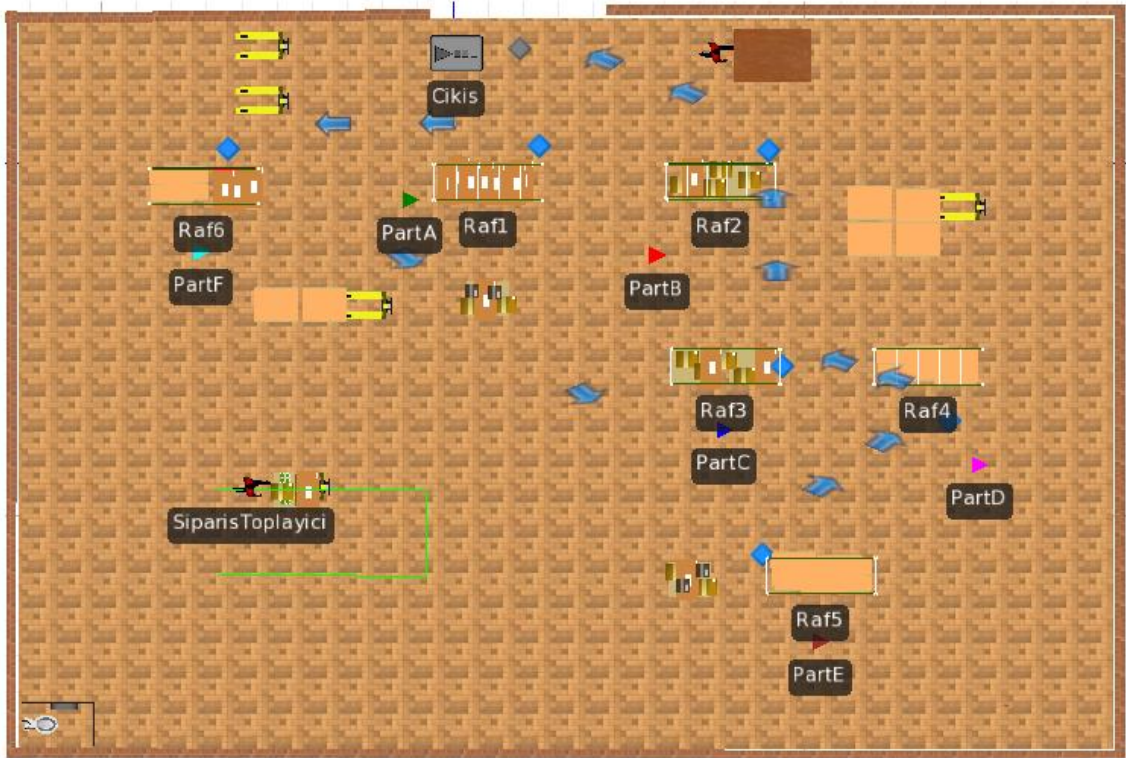 Cikis
Raf6
PartA
Raf1
Raf2
PartF
PartB
Raf3
Raf4
PartC
PartD
SiparisToplayici
Raf5
PartE